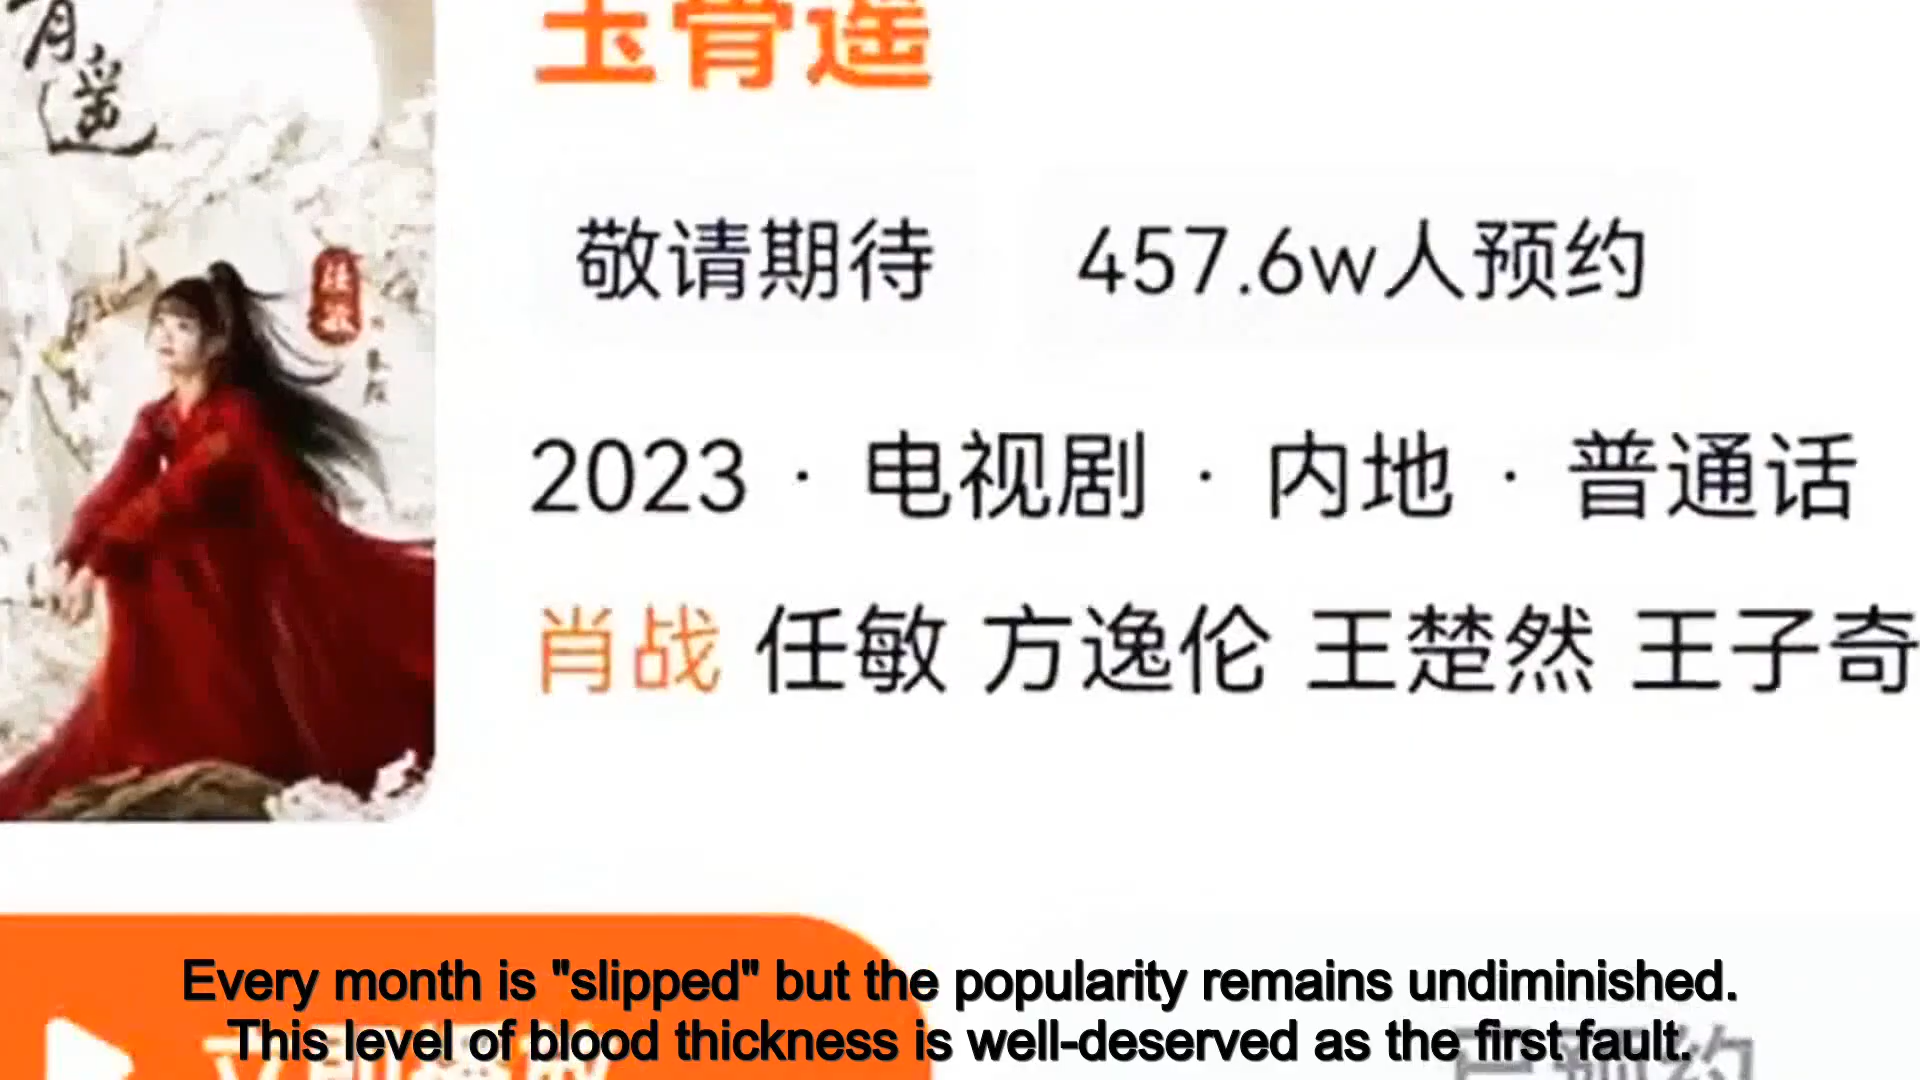 玉骨遥
敬请期待 457.6w人预约
2023 · 电视剧 · 内地 · 普通话
肖战 任敏 方逸伦 王楚然 王子奇
Every month is "slipped" but the popularity remains undiminished.
This level of blood thickness is well-deserved as the first fault.